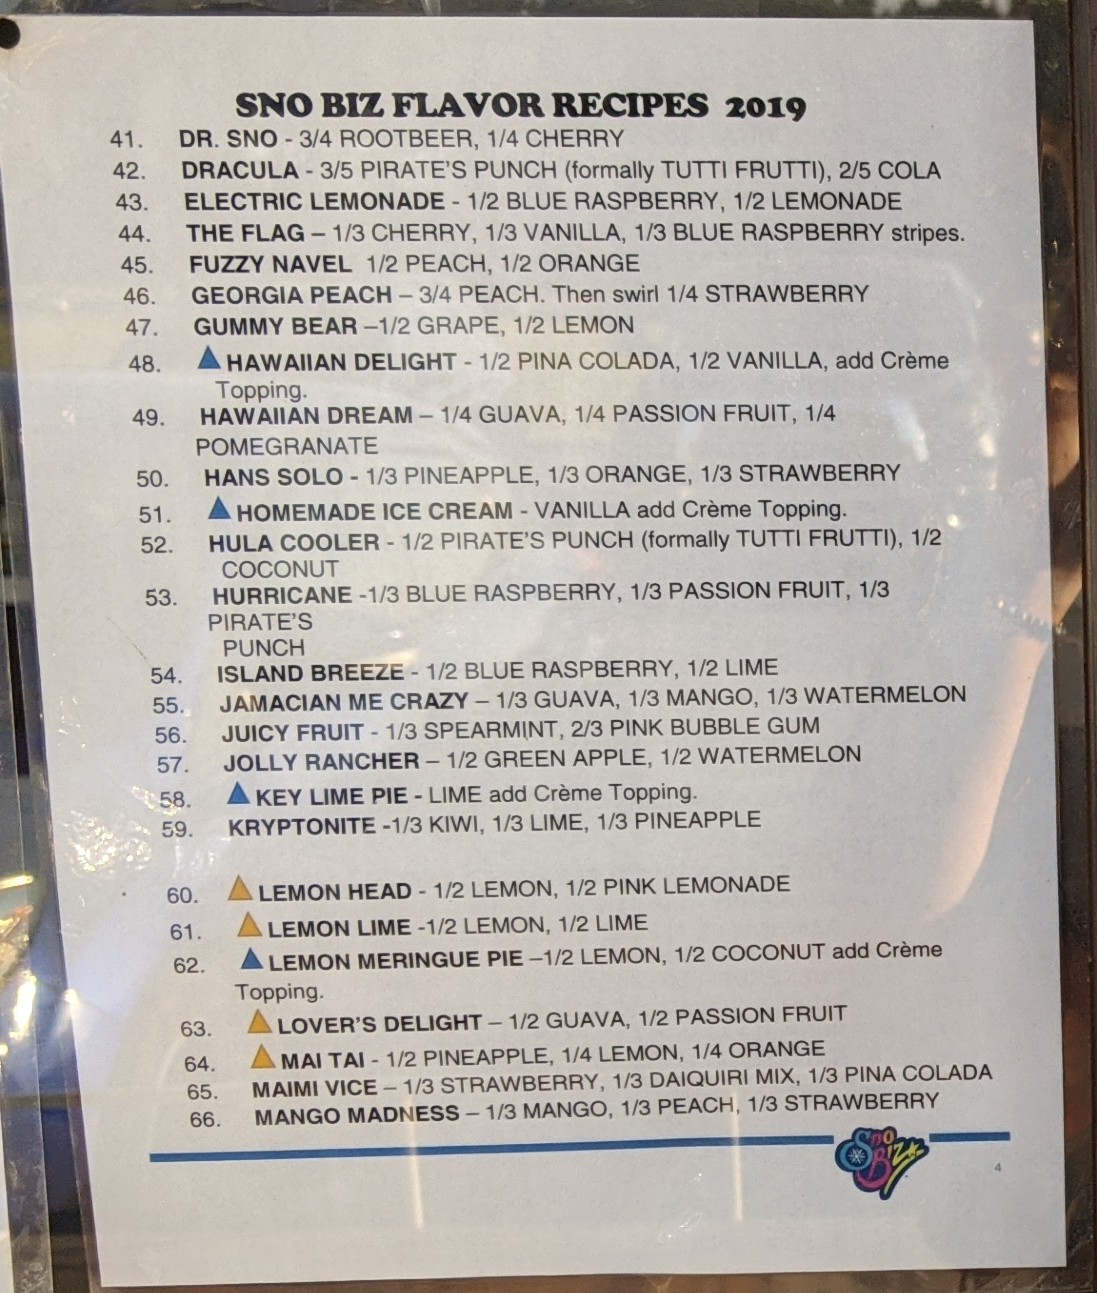 SNO BIZ FLAVOR RECIPES 2019
41. DR. SNO - 3/4 ROOTBEER, 1/4 CHERRY
42. DRACULA - 3/5 PIRATE'S PUNCH (formally TUTTI FRUTTI), 2/5 COLA
43. ELECTRIC LEMONADE - 1/2 BLUE RASPBERRY, 1/2 LEMONADE
44. THE FLAG – 1/3 CHERRY, 1/3 VANILLA, 1/3 BLUE RASPBERRY stripes.
45. FUZZY NAVEL 1/2 PEACH, 1/2 ORANGE
46. GEORGIA PEACH – 3/4 PEACH. Then swirl 1/4 STRAWBERRY
47. GUMMY BEAR –1/2 GRAPE, 1/2 LEMON
48. HAWAIIAN DELIGHT - 1/2 PINA COLADA, 1/2 VANILLA, add Crème
Topping.
49. HAWAIIAN DREAM – 1/4 GUAVA, 1/4 PASSION FRUIT, 1/4
POMEGRANATE
50. HANS SOLO - 1/3 PINEAPPLE, 1/3 ORANGE, 1/3 STRAWBERRY
51. HOMEMADE ICE CREAM - VANILLA add Crème Topping.
52. HULA COOLER - 1/2 PIRATE'S PUNCH (formally TUTTI FRUTTI), 1/2
COCONUT
53. HURRICANE -1/3 BLUE RASPBERRY, 1/3 PASSION FRUIT, 1/3
PIRATE'S
PUNCH
54. ISLAND BREEZE - 1/2 BLUE RASPBERRY, 1/2 LIME
55. JAMACIAN ME CRAZY – 1/3 GUAVA, 1/3 MANGO, 1/3 WATERMELON
56. JUICY FRUIT - 1/3 SPEARMINT, 2/3 PINK BUBBLE GUM
57. JOLLY RANCHER – 1/2 GREEN APPLE, 1/2 WATERMELON
58. KEY LIME PIE - LIME add Crème Topping.
59. KRYPTONITE -1/3 KIWI, 1/3 LIME, 1/3 PINEAPPLE
60. LEMON HEAD - 1/2 LEMON, 1/2 PINK LEMONADE
61. LEMON LIME -1/2 LEMON, 1/2 LIME
62. LEMON MERINGUE PIE –1/2 LEMON, 1/2 COCONUT add Crème
Topping.
63. LOVER'S DELIGHT – 1/2 GUAVA, 1/2 PASSION FRUIT
64. MAI TAI - 1/2 PINEAPPLE, 1/4 LEMON, 1/4 ORANGE
65. MAIMI VICE – 1/3 STRAWBERRY, 1/3 DAIQUIRI MIX, 1/3 PINA COLADA
66. MANGO MADNESS – 1/3 MANGO, 1/3 PEACH, 1/3 STRAWBERRY
Sno
Biz
4